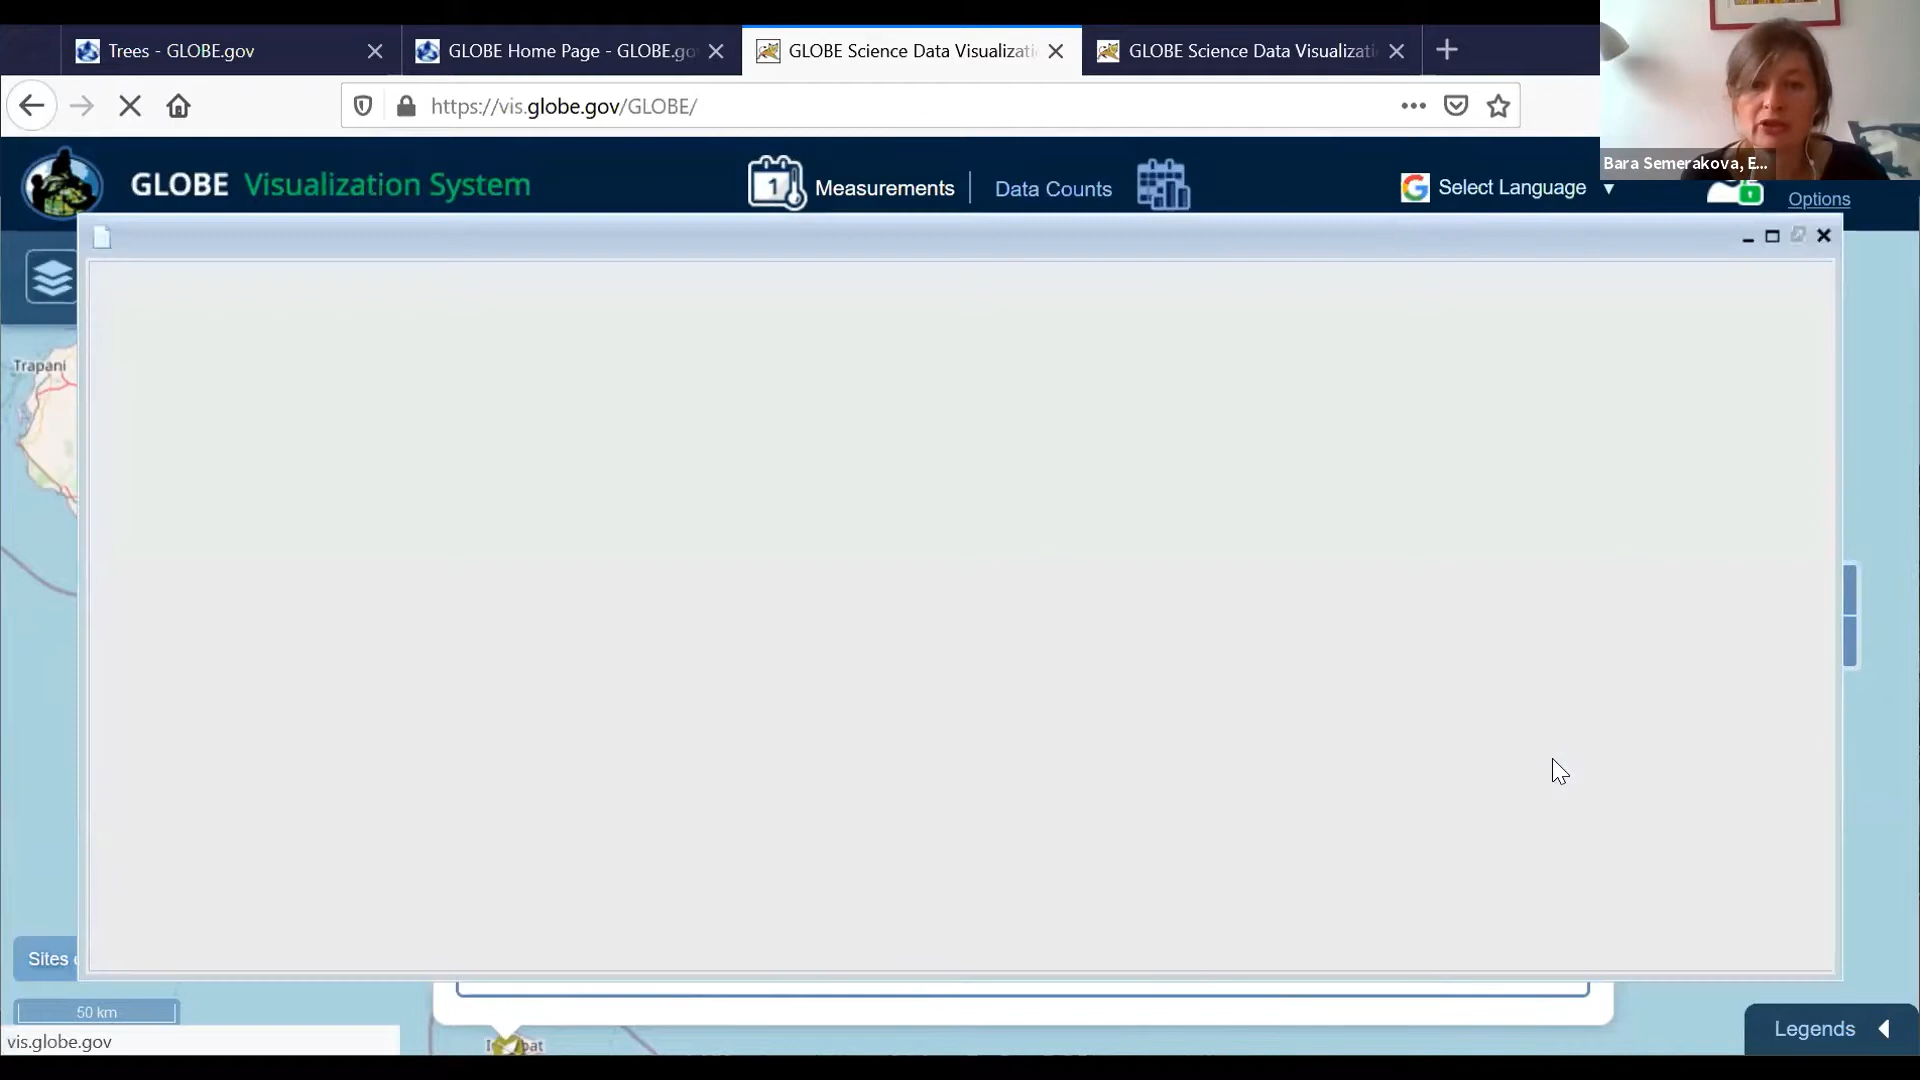 Trees - GLOBE.gov
GLOBE Home Page - GLOBE.go
GLOBE Science Data Visualizati
GLOBE Science Data Visualizati
https://vis.globe.gov/GLOBE/
Bara Semerakova, E...
GLOBE Visualization System
1
Measurements
Data Counts
G Select Language ▼
Options
Trapani
Sites
50 km
vis.globe.gov
Legends